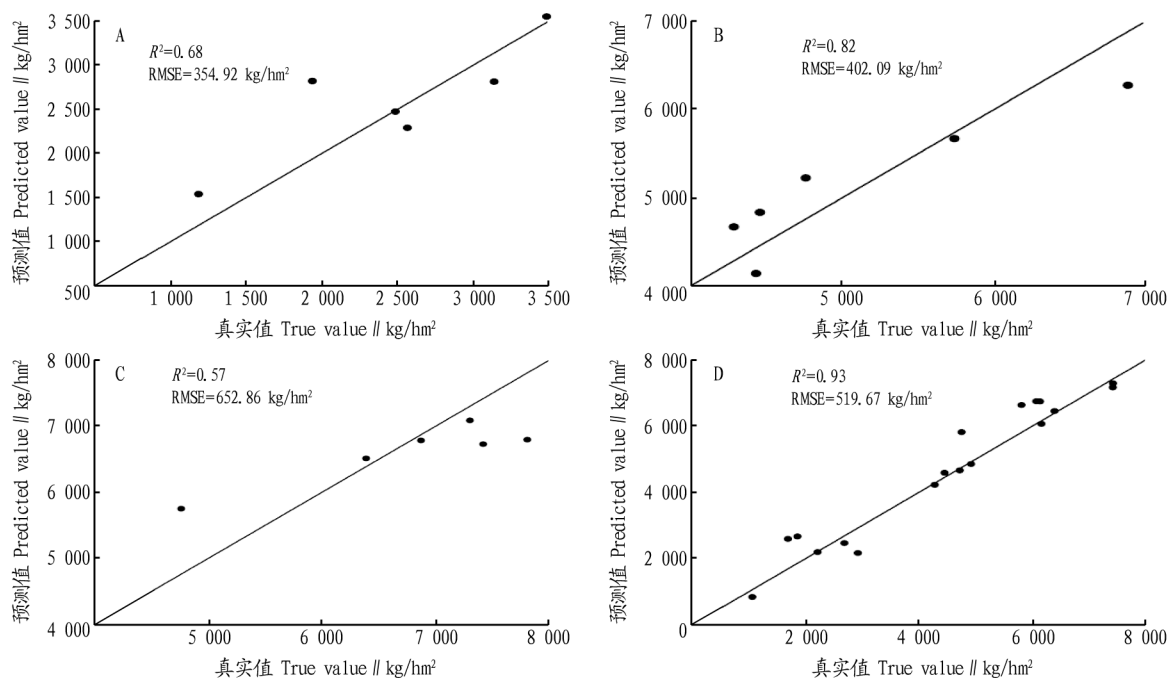 A
R²=0.68
RMSE=354.92 kg/hm²
3 500
3 000
2 500
2 000
1 500
1 000
500
预测值 Predicted value∥kg/hm²
1 000 1 500 2 000 2 500 3 000 3 500
真实值 True value∥kg/hm²
B
R²=0.82
RMSE=402.09 kg/hm²
7 000
6 000
5 000
4 000
预测值 Predicted value∥kg/hm²
5 000 6 000 7 000
真实值 True value∥kg/hm²
C
R²=0.57
RMSE=652.86 kg/hm²
8 000
7 000
6 000
5 000
4 000
预测值 Predicted value∥kg/hm²
5 000 6 000 7 000 8 000
真实值 True value∥kg/hm²
D
R²=0.93
RMSE=519.67 kg/hm²
8 000
6 000
4 000
2 000
0
预测值 Predicted value∥kg/hm²
2 000 4 000 6 000 8 000
真实值 True value∥kg/hm²